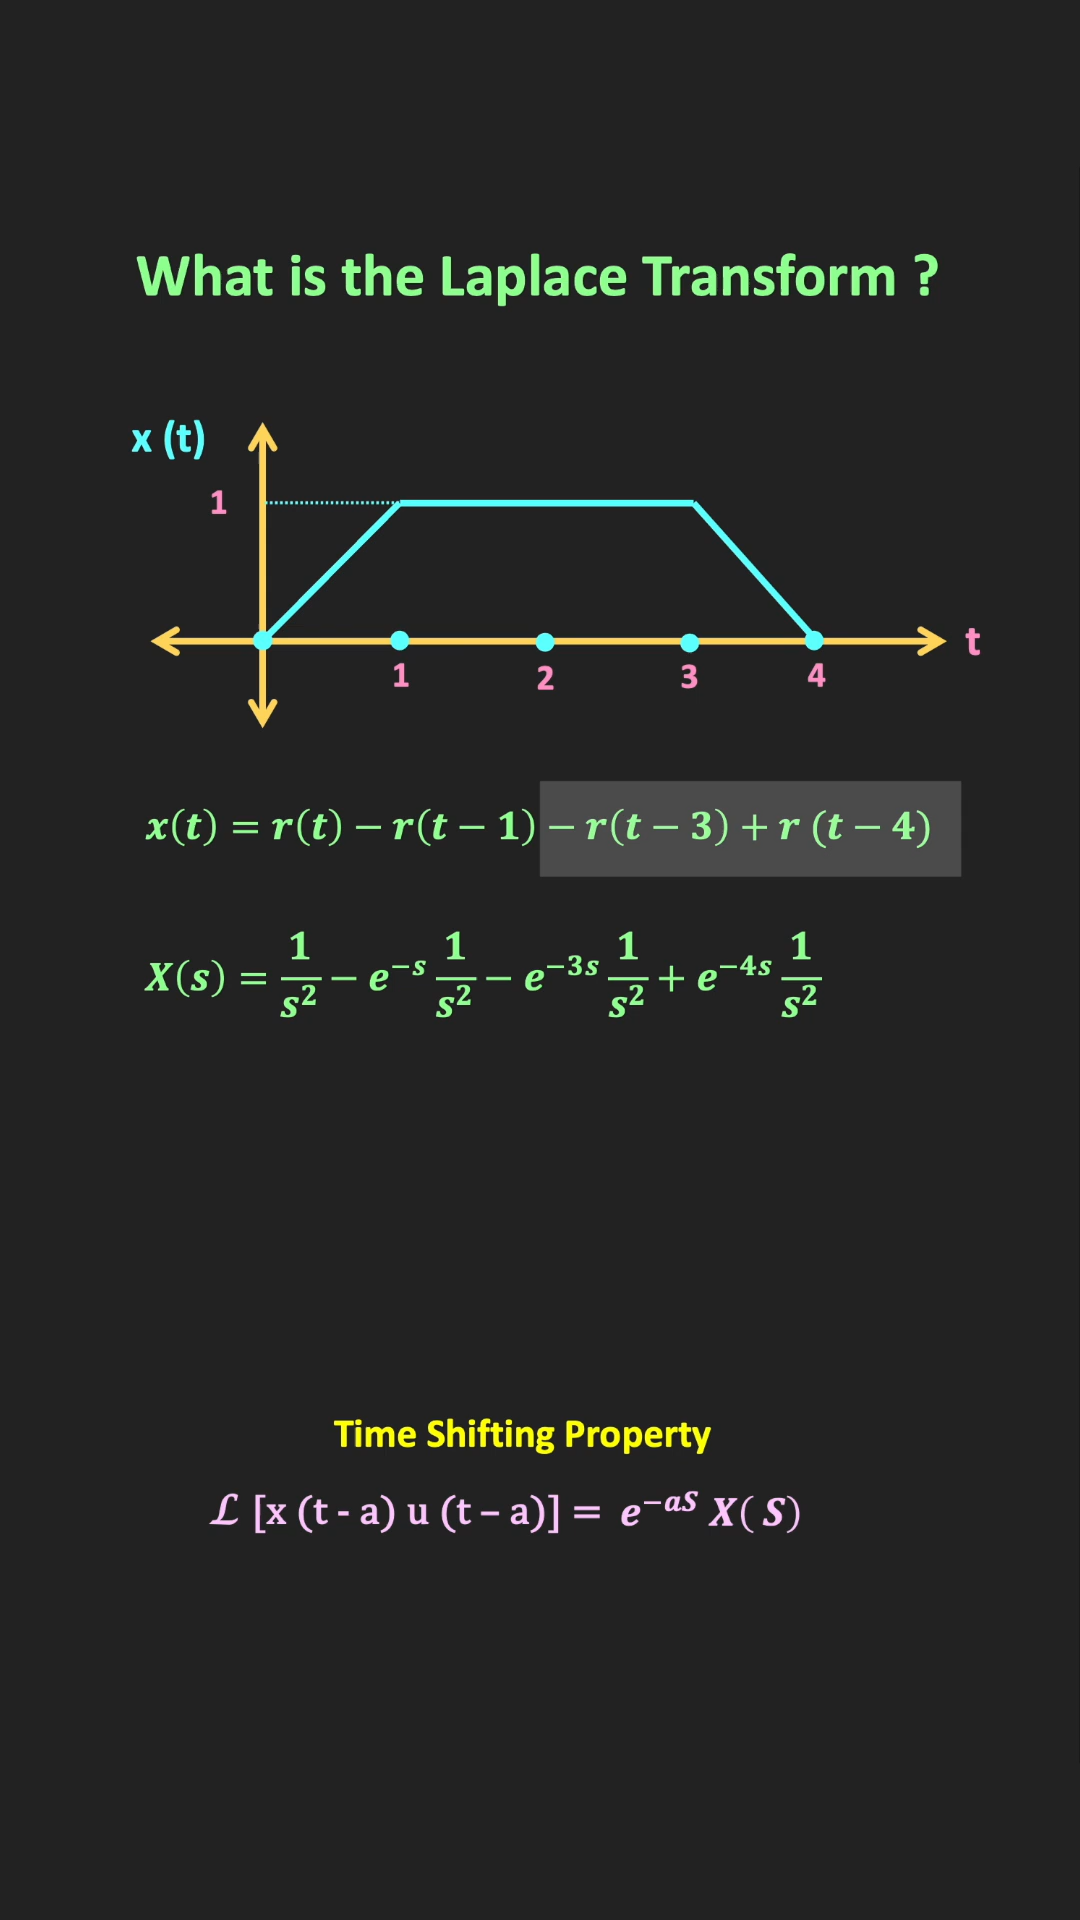 What is the Laplace Transform ?
x (t)
1
t
1 2 3 4
x(t) = r(t) − r(t − 1) − r(t − 3) + r (t − 4)
X(s) = 1/s² − e⁻ˢ 1/s² − e⁻³ˢ 1/s² + e⁻⁴ˢ 1/s²
Time Shifting Property
ℒ [x (t - a) u (t – a)] = e^−aS X( S)